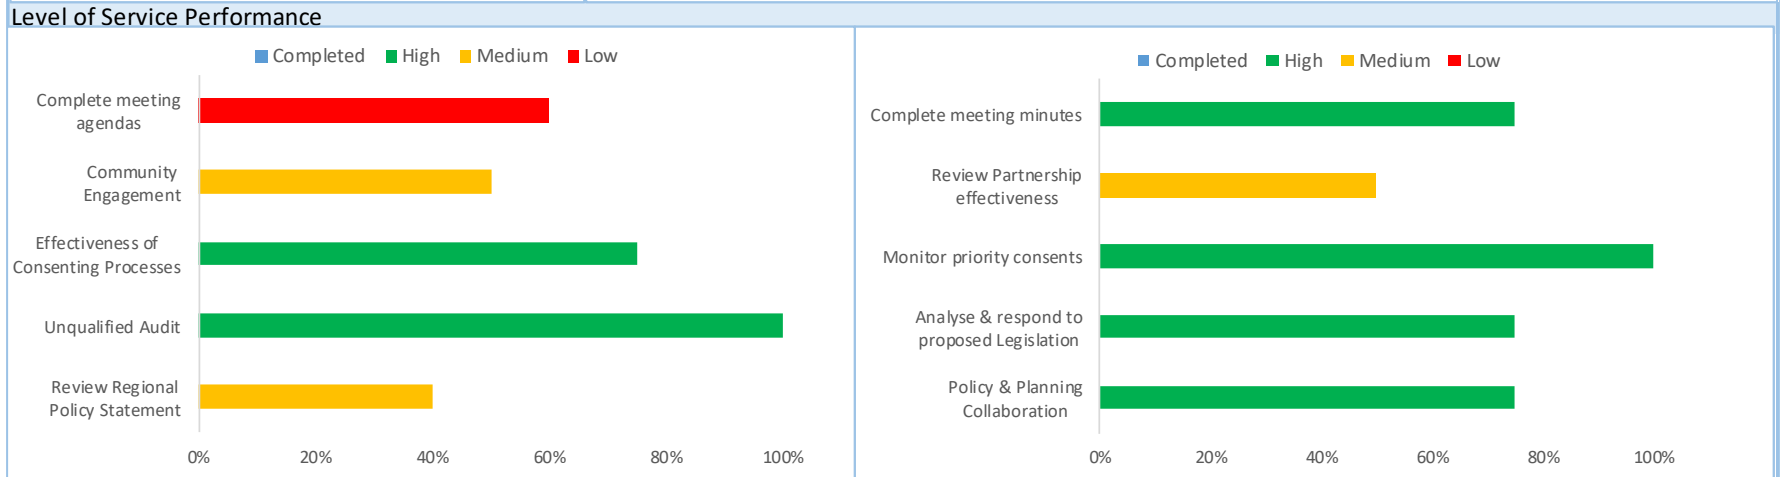 Level of Service Performance
Completed High Medium Low
Complete meeting
agendas
Community
Engagement
Effectiveness of
Consenting Processes
Unqualified Audit
Review Regional
Policy Statement
0% 20% 40% 60% 80% 100%
Completed High Medium Low
Complete meeting minutes
Review Partnership
effectiveness
Monitor priority consents
Analyse & respond to
proposed Legislation
Policy & Planning
Collaboration
0% 20% 40% 60% 80% 100%